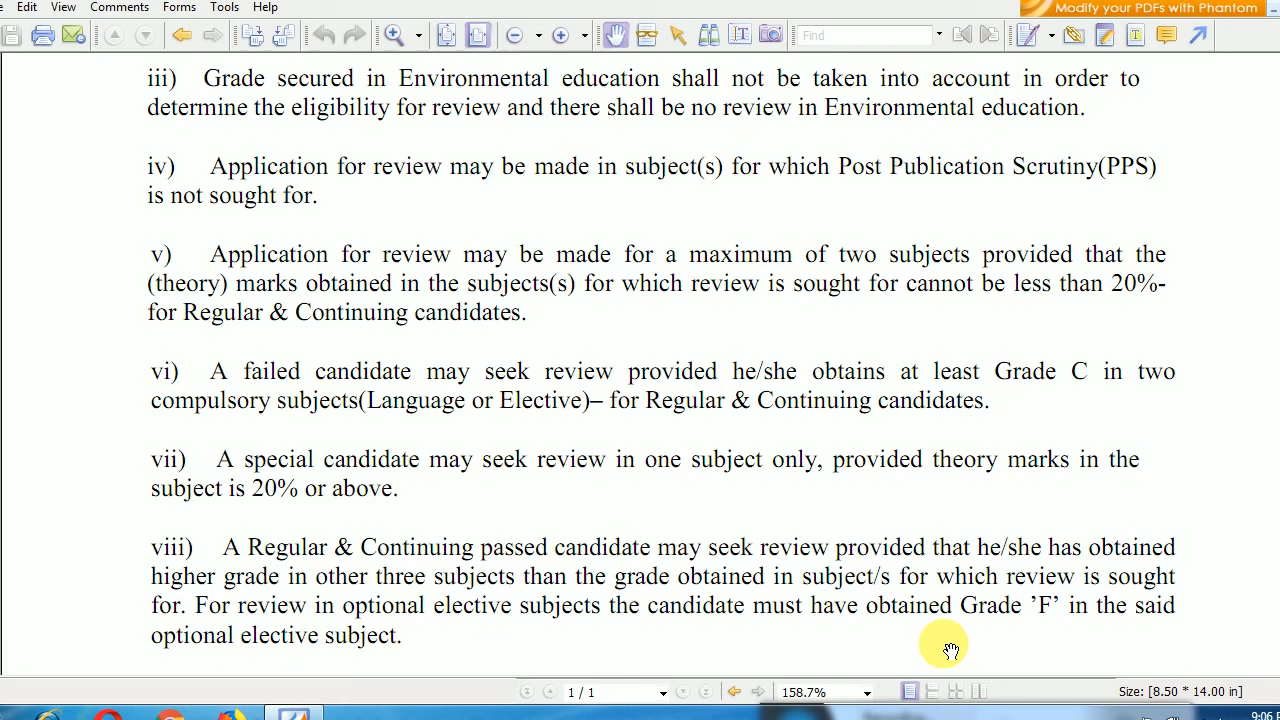 Edit View Comments Forms Tools Help
Modify your PDFs with Phantom
Find
iii) Grade secured in Environmental education shall not be taken into account in order to
determine the eligibility for review and there shall be no review in Environmental education.
iv) Application for review may be made in subject(s) for which Post Publication Scrutiny(PPS)
is not sought for.
v) Application for review may be made for a maximum of two subjects provided that the
(theory) marks obtained in the subjects(s) for which review is sought for cannot be less than 20%-
for Regular & Continuing candidates.
vi) A failed candidate may seek review provided he/she obtains at least Grade C in two
compulsory subjects(Language or Elective)– for Regular & Continuing candidates.
vii) A special candidate may seek review in one subject only, provided theory marks in the
subject is 20% or above.
viii) A Regular & Continuing passed candidate may seek review provided that he/she has obtained
higher grade in other three subjects than the grade obtained in subject/s for which review is sought
for. For review in optional elective subjects the candidate must have obtained Grade ’F’ in the said
optional elective subject.
1 / 1 158.7% Size: [8.50 * 14.00 in]
9:06